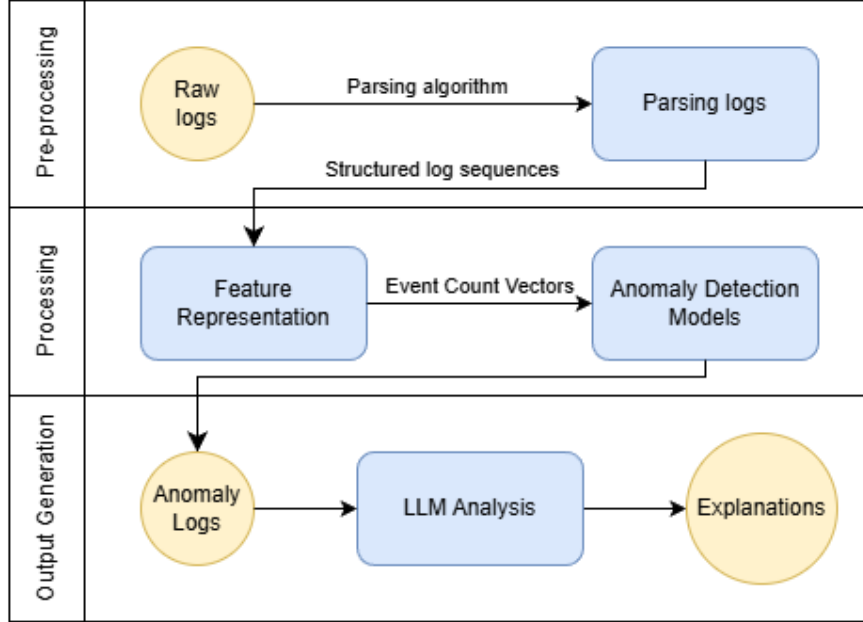 Pre-processing
Raw
logs
Parsing algorithm
Parsing logs
Structured log sequences
Processing
Feature
Representation
Event Count Vectors
Anomaly Detection
Models
Output Generation
Anomaly
Logs
LLM Analysis
Explanations